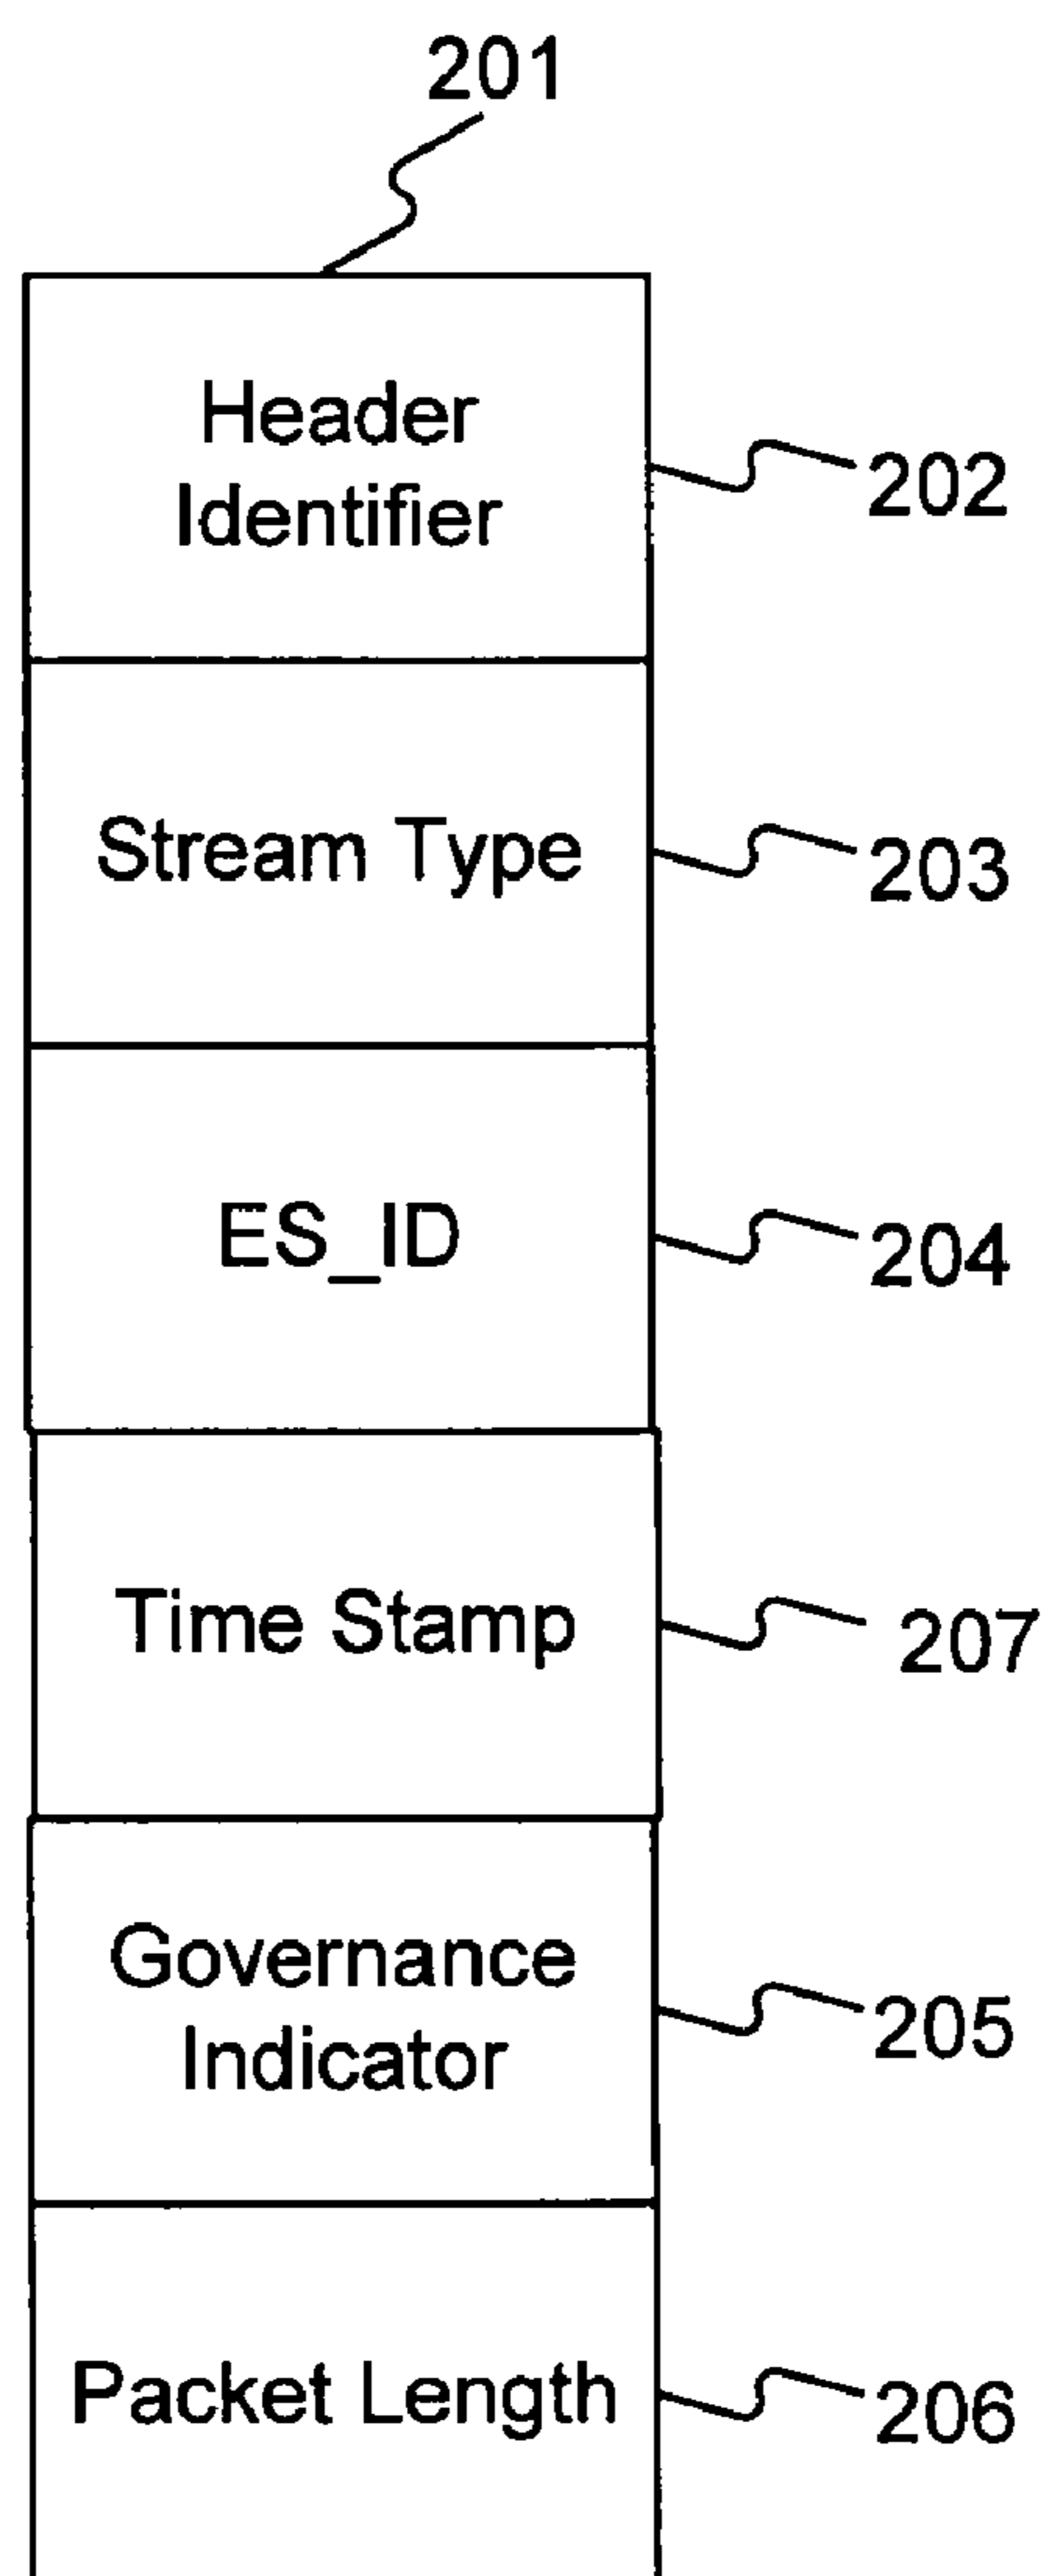 201
Header
Identifier
202
Stream Type
203
ES_ID
204
Time Stamp
207
Governance
Indicator
205
Packet Length
206